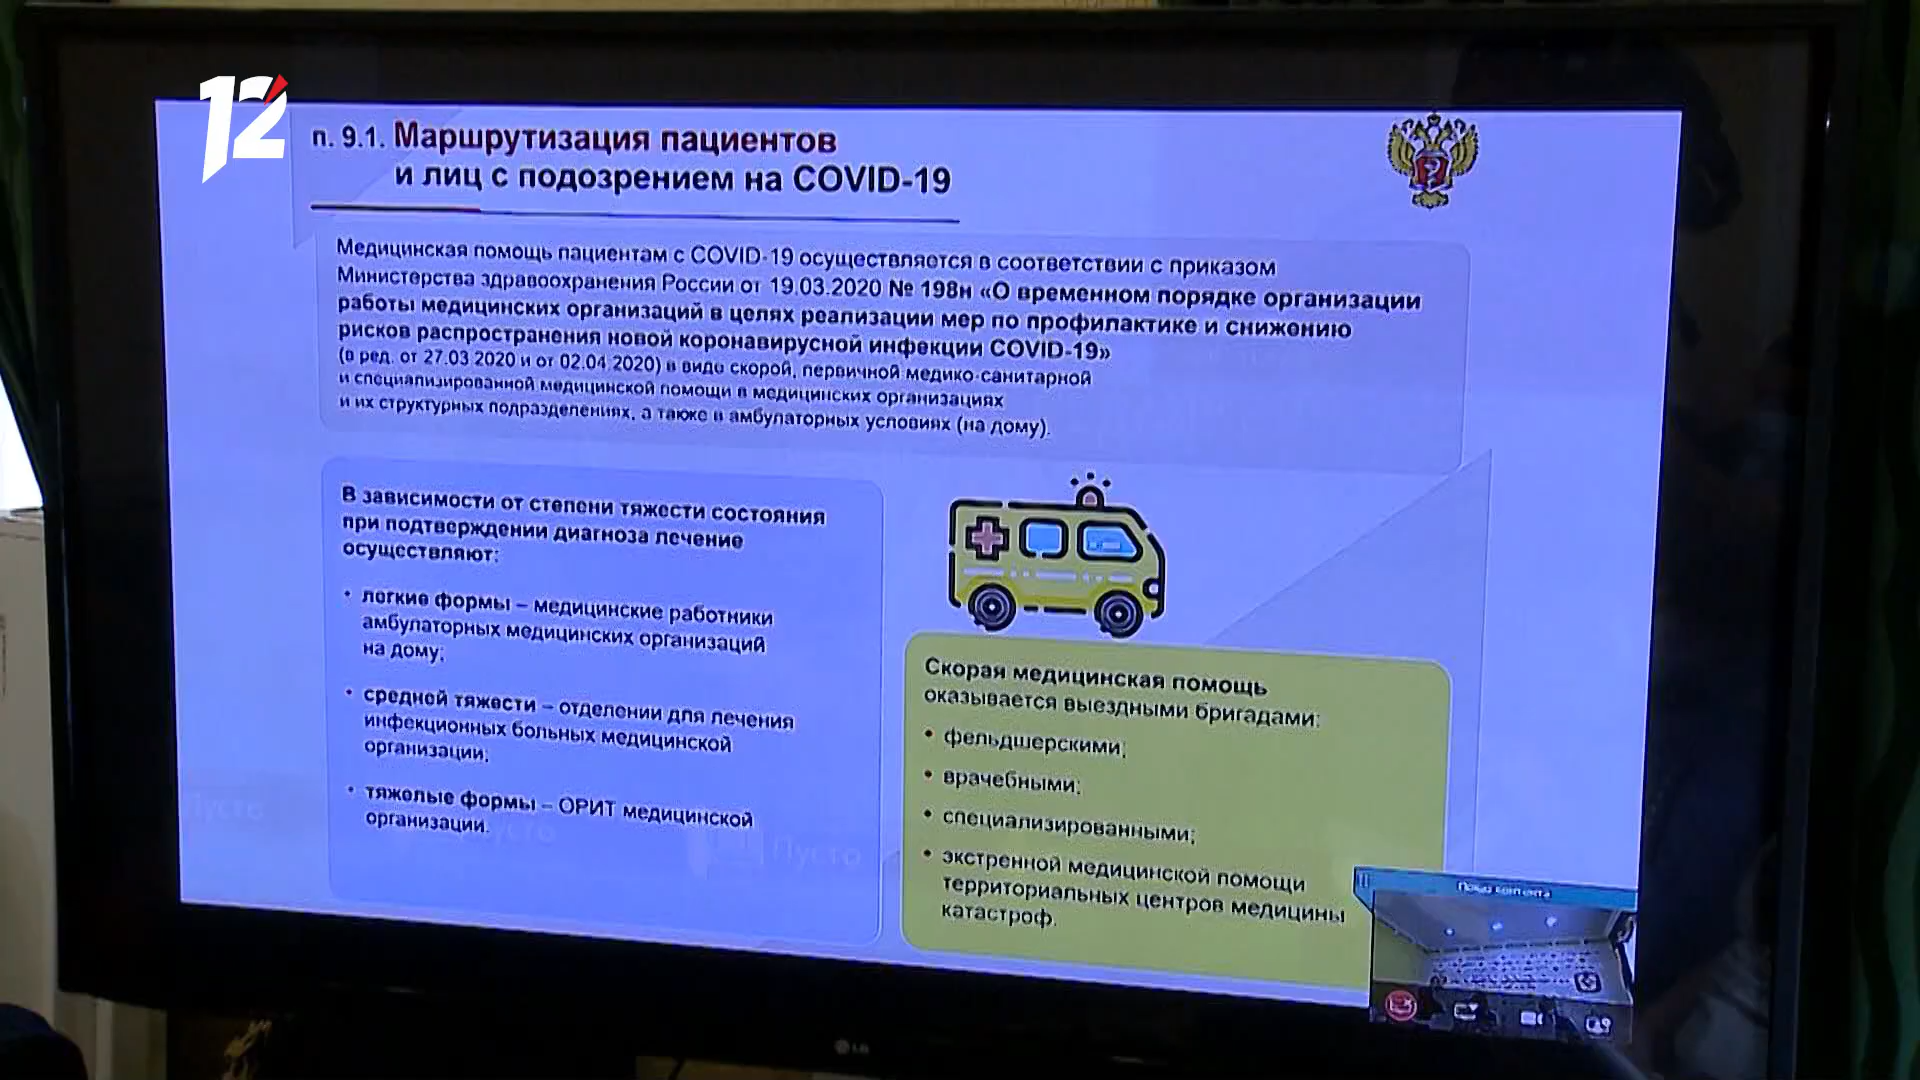 12
п. 9.1. Маршрутизация пациентов
и лиц с подозрением на COVID-19
Медицинская помощь пациентам с COVID-19 осуществляется в соответствии с приказом
Министерства здравоохранения России от 19.03.2020 № 198н «О временном порядке организации
работы медицинских организаций в целях реализации мер по профилактике и снижению
рисков распространения новой коронавирусной инфекции COVID-19»
(в ред. от 27.03.2020 и от 02.04.2020) в виде скорой, первичной медико-санитарной
и специализированной медицинской помощи в медицинских организациях
и их структурных подразделениях, а также в амбулаторных условиях (на дому).
В зависимости от степени тяжести состояния
при подтверждении диагноза лечение
осуществляют:
• легкие формы – медицинские работники
амбулаторных медицинских организаций
на дому;
• средней тяжести – отделении для лечения
инфекционных больных медицинской
организации;
• тяжелые формы – ОРИТ медицинской
организации.
Скорая медицинская помощь
оказывается выездными бригадами:
• фельдшерскими;
• врачебными;
• специализированными;
• экстренной медицинской помощи
территориальных центров медицины
катастроф.
Пусто
Пусто
Пусто
Показ контента
LG